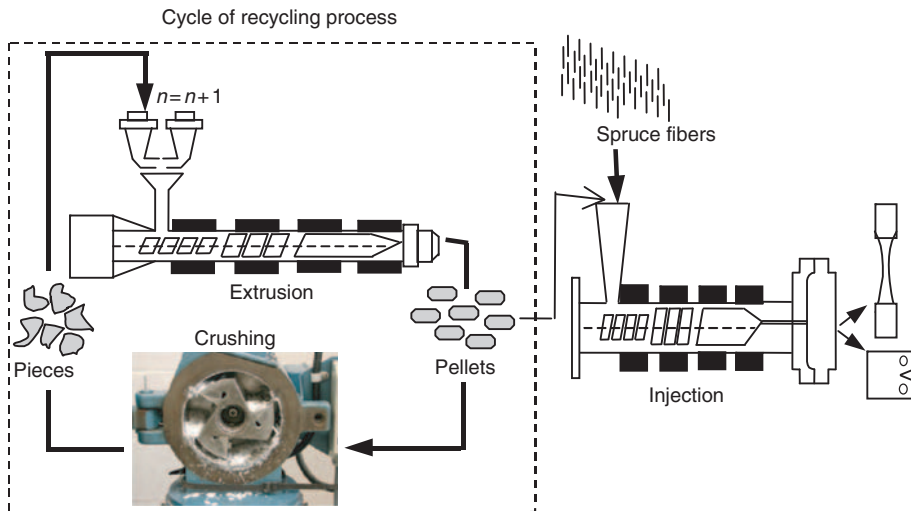 Cycle of recycling process
n=n+1
Spruce fibers
Extrusion
Crushing
Pieces
Pellets
Injection